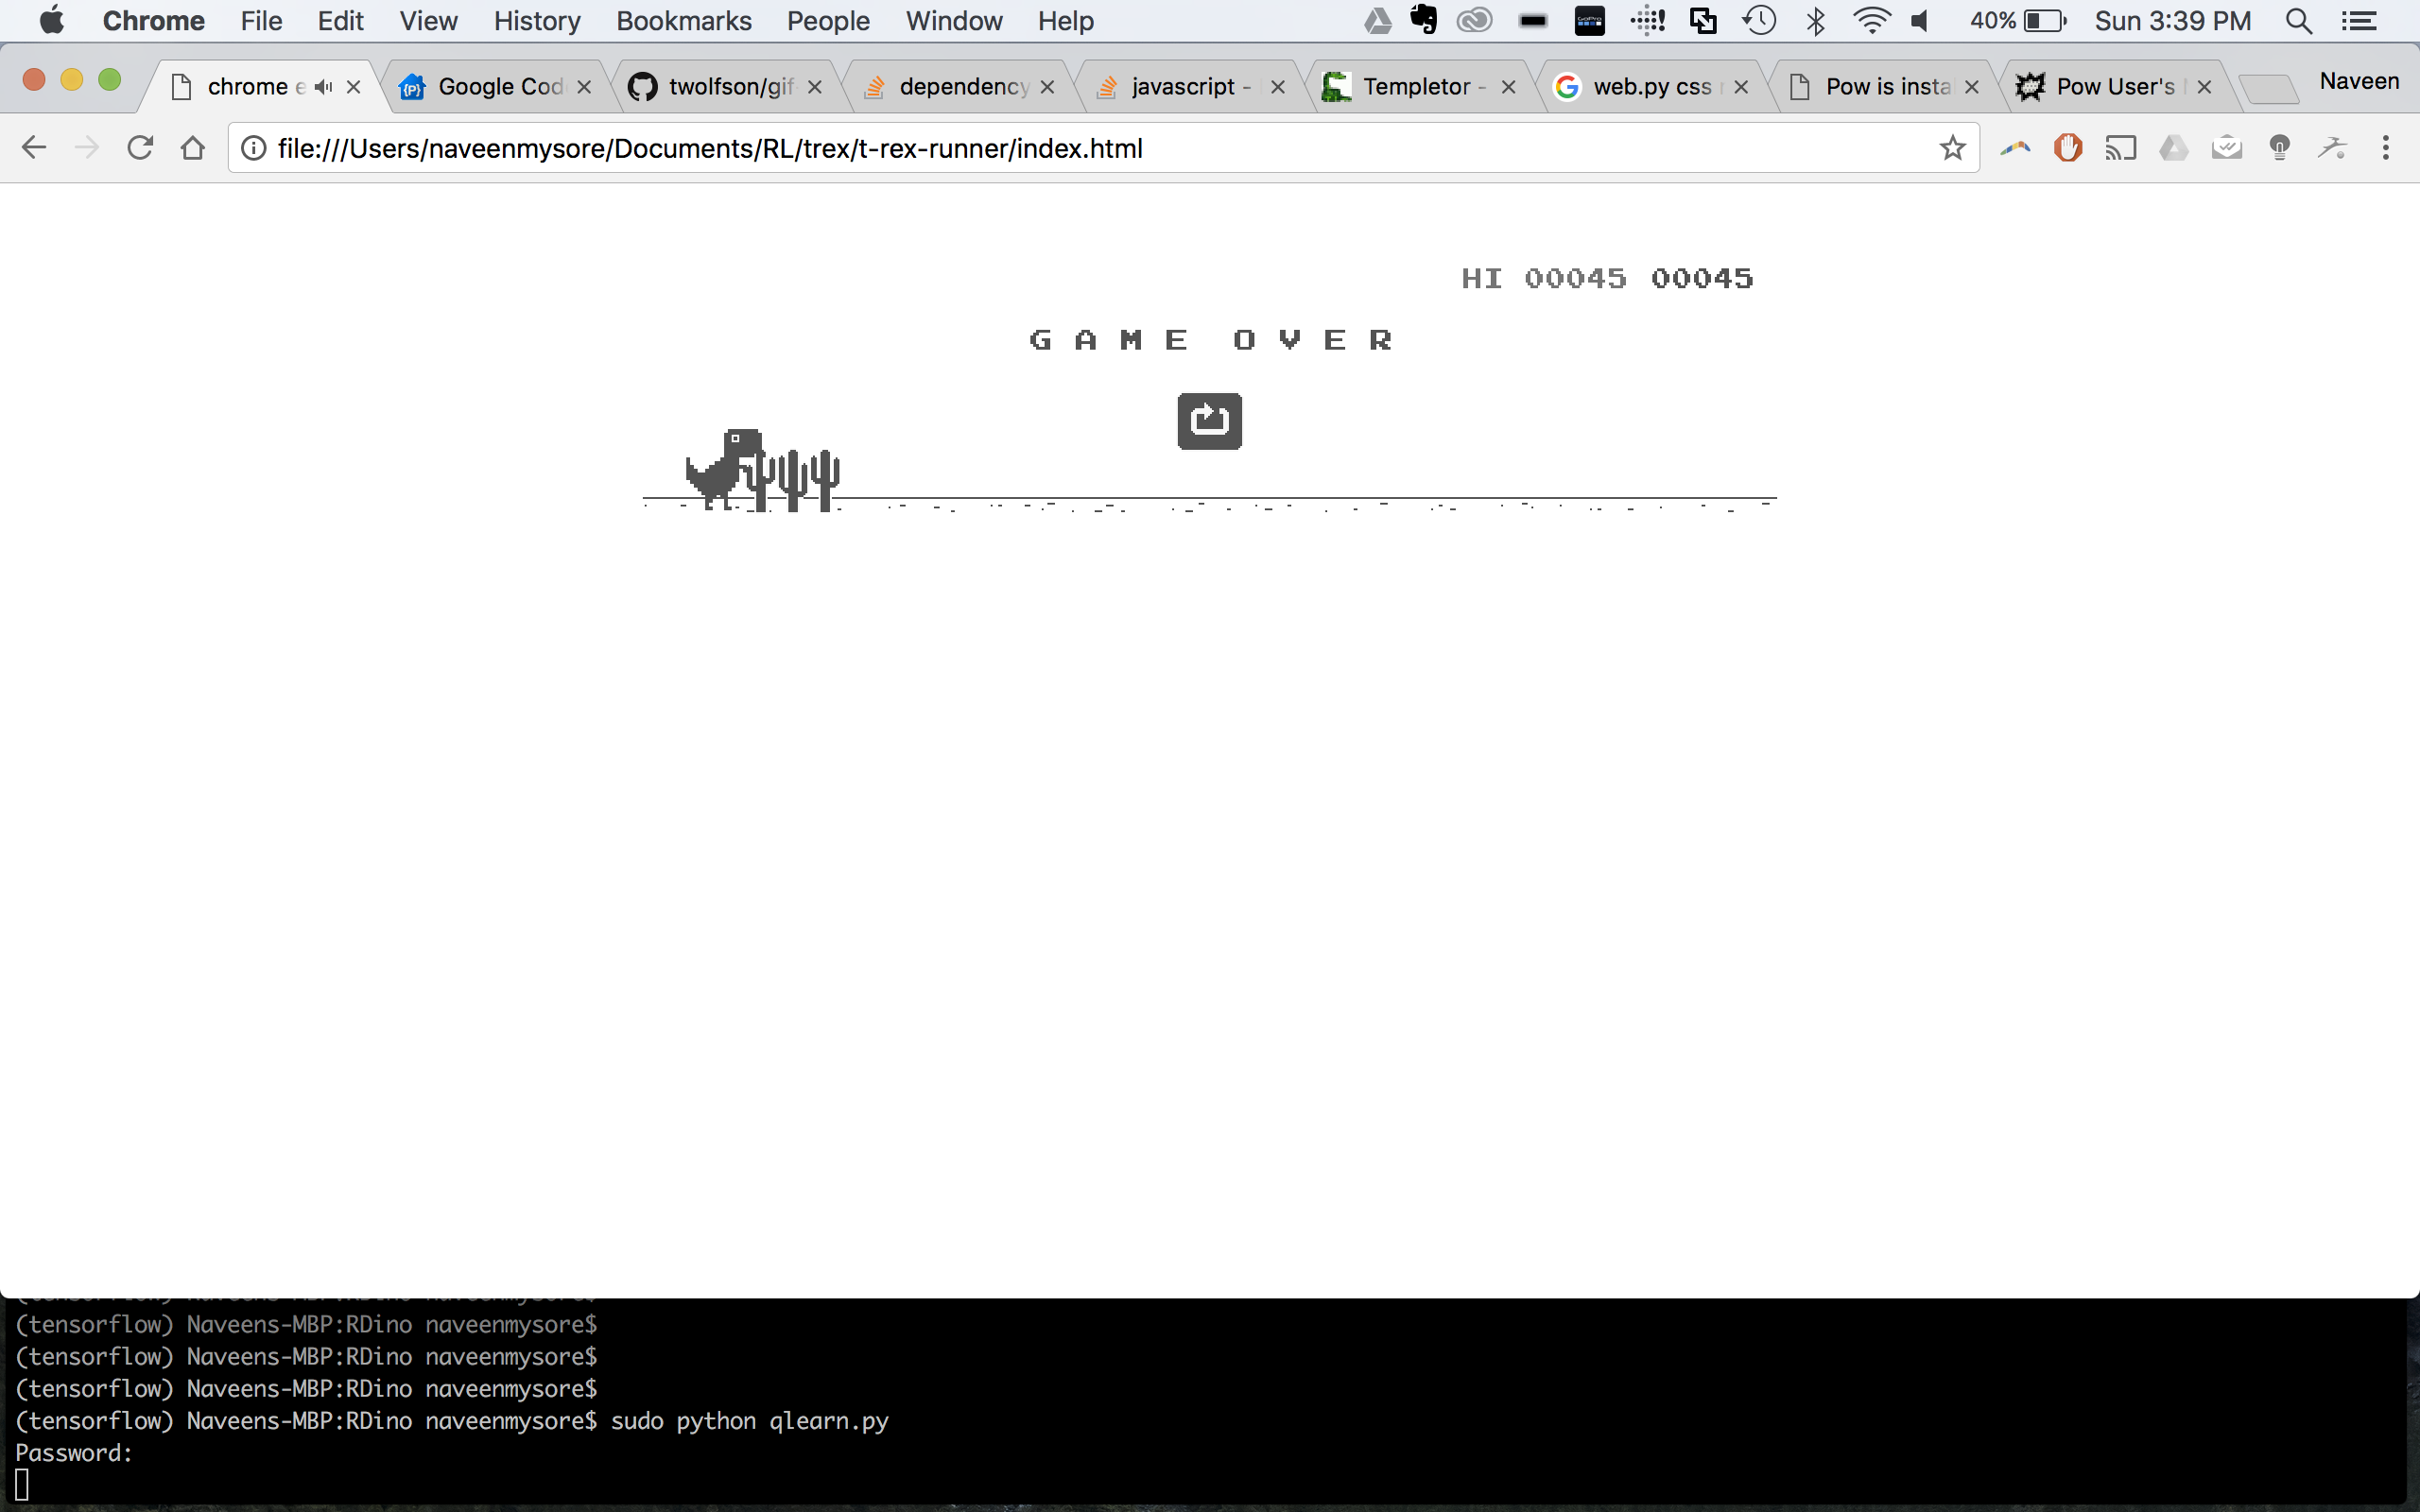 Chrome File Edit View History Bookmarks People Window Help GoPro 40% Sun 3:39 PM
chrome e Google Cod twolfson/gif dependency javascript - Templetor - web.py css Pow is insta Pow User's Naveen
file:///Users/naveenmysore/Documents/RL/trex/t-rex-runner/index.html
HI 00045 00045
GAME OVER
(tensorflow) Naveens-MBP:RDino naveenmysore$
(tensorflow) Naveens-MBP:RDino naveenmysore$
(tensorflow) Naveens-MBP:RDino naveenmysore$
(tensorflow) Naveens-MBP:RDino naveenmysore$ sudo python qlearn.py
Password: